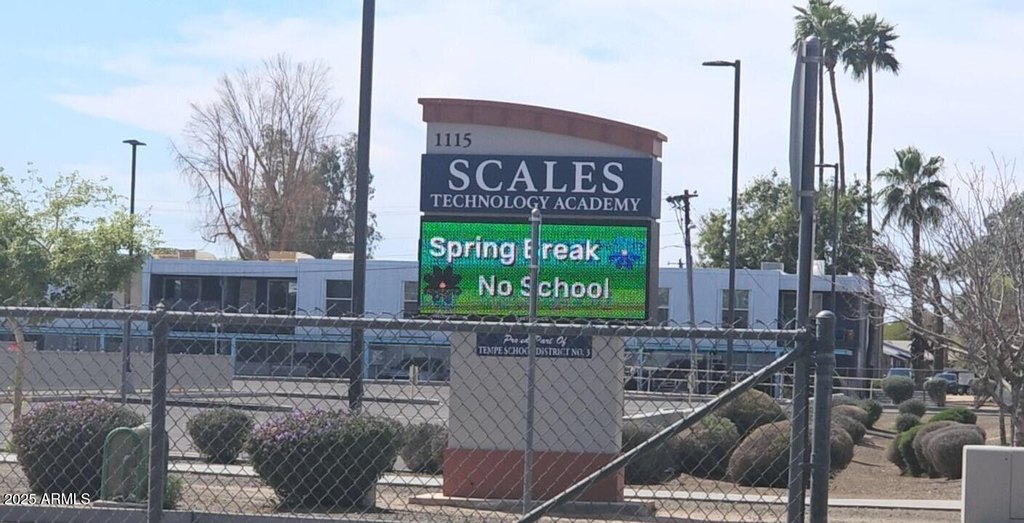 1115
SCALES
TECHNOLOGY ACADEMY
Spring Break
No School
Proud Part Of
TEMPE SCHOOL DISTRICT NO. 3
2025 ARMLS